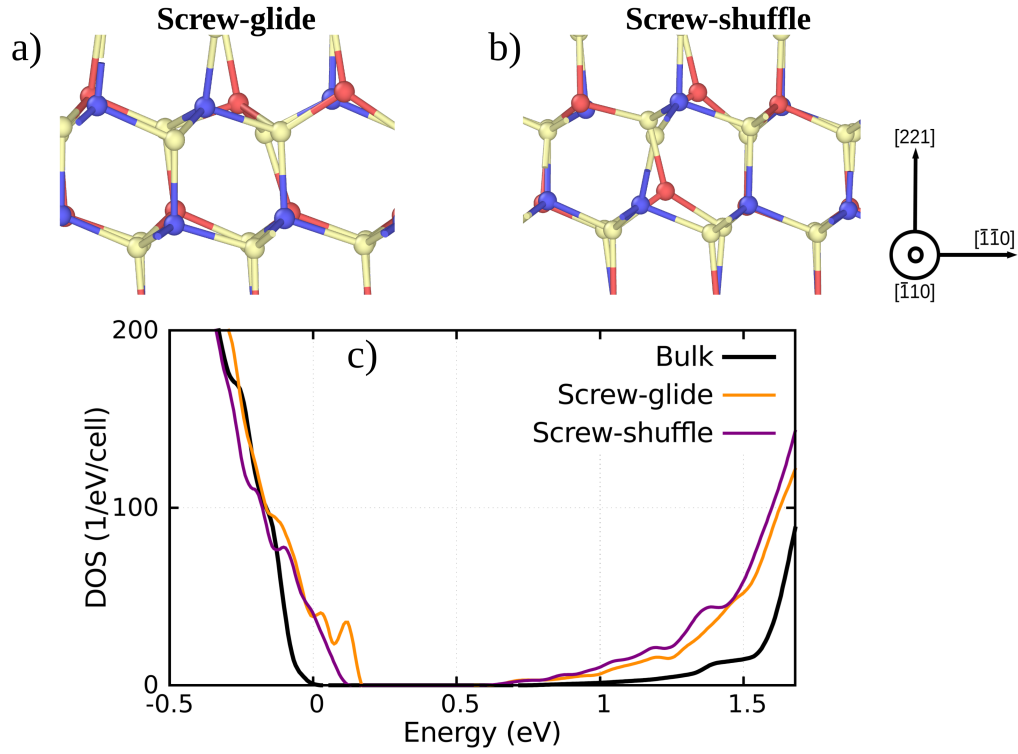 Screw-glide
Screw-shuffle
a)
b)
[221]
[1̄1̄0]
[1̄10]
c)
200
100
0
DOS (1/eV/cell)
Bulk
Screw-glide
Screw-shuffle
-0.5
0
0.5
1
1.5
Energy (eV)